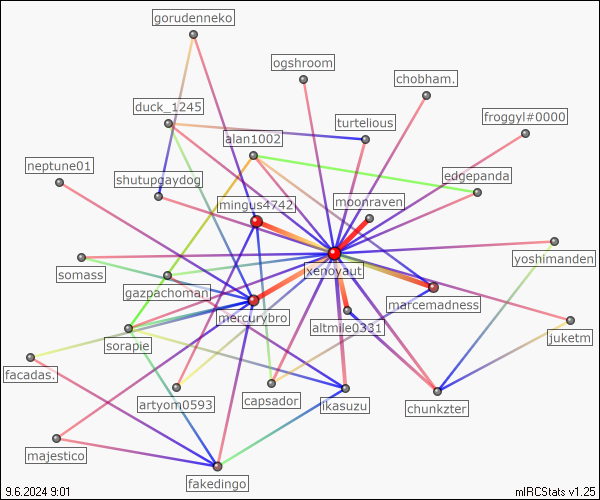 gorudenneko
ogshroom
chobham.
duck_1245
froggyl#0000
turtelious
alan1002
neptune01
edgepanda
shutupgaydog
moonraven
mingus4742
yoshimanden
xenovaut
somass
gazpachoman
marcemadness
mercurybro
altmile0331
sorapie
juketm
facadas.
artyom0593
capsador
ikasuzu
chunkzter
majestico
fakedingo
9.6.2024 9:01
mIRCStats v1.25